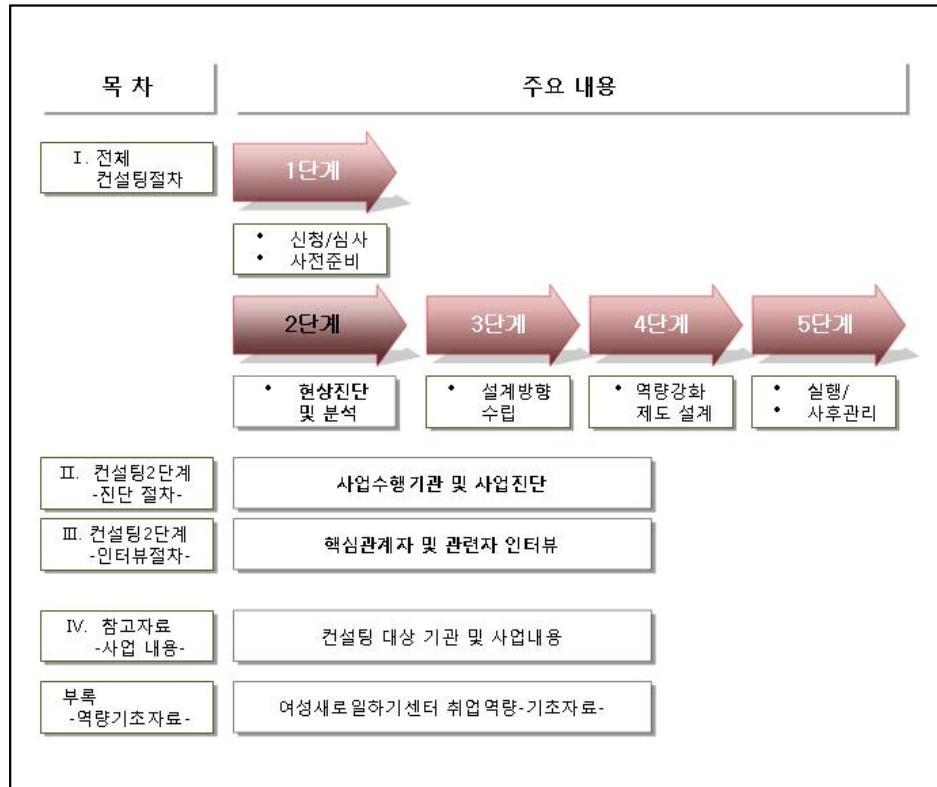 목 차
주요 내용
Ⅰ. 전체
컨설팅절차
1단계
• 신청/심사
• 사전준비
2단계
3단계
4단계
5단계
• 현상진단
및 분석
• 설계방향
수립
• 역량강화
제도 설계
• 실행/
• 사후관리
Ⅱ. 컨설팅2단계
-진단 절차-
사업수행기관 및 사업진단
Ⅲ. 컨설팅2단계
-인터뷰절차-
핵심관계자 및 관련자 인터뷰
Ⅳ. 참고자료
-사업 내용-
컨설팅 대상 기관 및 사업내용
부록
-역량기초자료-
여성새로일하기센터 취업역량-기초자료-